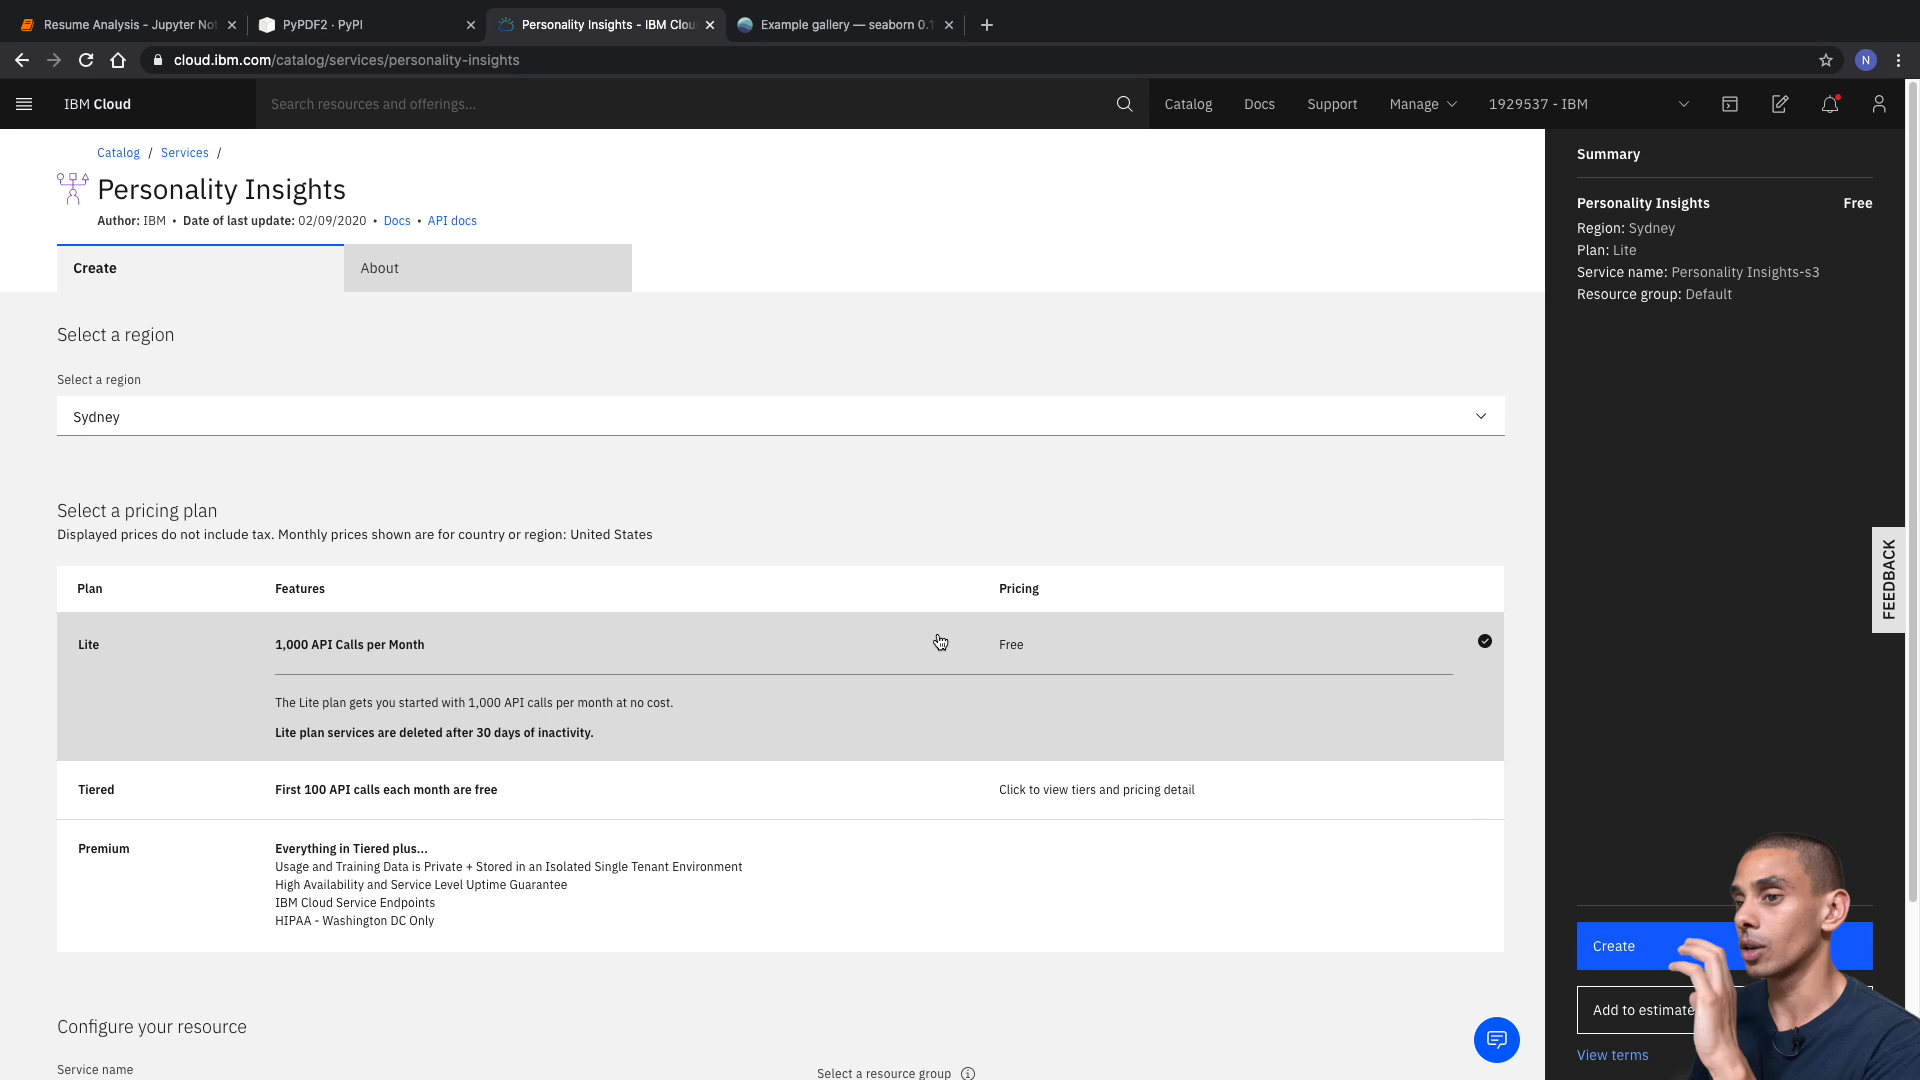 Resume Analysis - Jupyter Not
PyPDF2 · PyPI
Personality Insights - IBM Clou
Example gallery — seaborn 0.1
cloud.ibm.com/catalog/services/personality-insights
N
IBM Cloud
Search resources and offerings...
Catalog
Docs
Support
Manage
1929537 - IBM
Catalog / Services /
Personality Insights
Author: IBM • Date of last update: 02/09/2020 • Docs • API docs
Create
About
Select a region
Select a region
Sydney
Select a pricing plan
Displayed prices do not include tax. Monthly prices shown are for country or region: United States
Plan
Features
Pricing
Lite
1,000 API Calls per Month
Free
The Lite plan gets you started with 1,000 API calls per month at no cost.
Lite plan services are deleted after 30 days of inactivity.
Tiered
First 100 API calls each month are free
Click to view tiers and pricing detail
Premium
Everything in Tiered plus...
Usage and Training Data is Private + Stored in an Isolated Single Tenant Environment
High Availability and Service Level Uptime Guarantee
IBM Cloud Service Endpoints
HIPAA - Washington DC Only
Configure your resource
Service name
Select a resource group
Summary
Personality Insights
Free
Region: Sydney
Plan: Lite
Service name: Personality Insights-s3
Resource group: Default
FEEDBACK
Create
Add to estimate
View terms